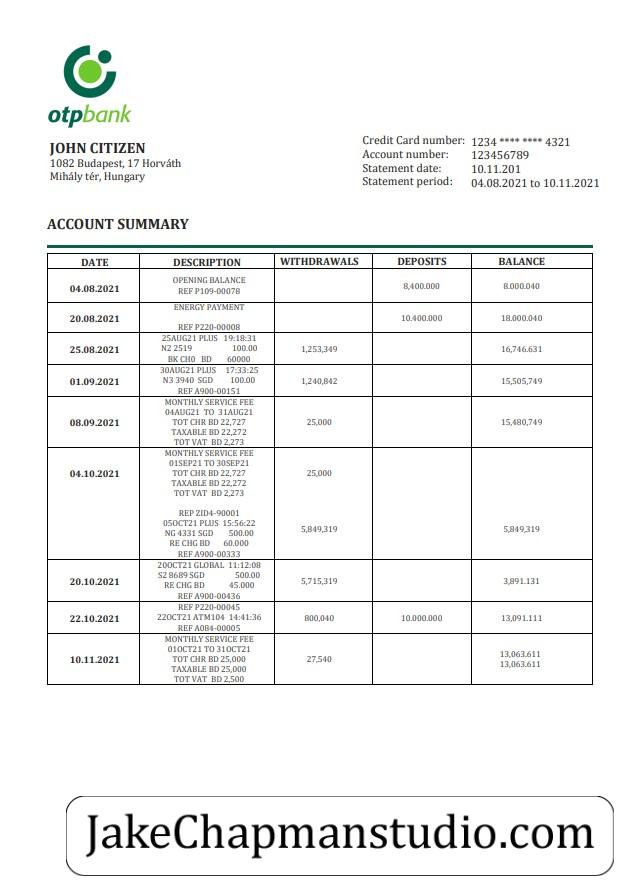 otpbank
JOHN CITIZEN
1082 Budapest, 17 Horváth
Mihály tér, Hungary
Credit Card number: 1234 **** **** 4321
Account number: 123456789
Statement date: 10.11.201
Statement period: 04.08.2021 to 10.11.2021
ACCOUNT SUMMARY
DATE DESCRIPTION WITHDRAWALS DEPOSITS BALANCE
OPENING BALANCE
04.08.2021 REF P109-00078 8,400.000 8.000.040
ENERGY PAYMENT
20.08.2021 10.400.000 18.000.040
REF P220-00008
25AUG21 PLUS 19:18:31
25.08.2021 N2 2519 100.00 1,253,349 16,746.631
BK CH0 BD 60000
30AUG21 PLUS 17:33:25
01.09.2021 N3 3940 SGD 100.00 1,240,842 15,505,749
REF A900-00151
MONTHLY SERVICE FEE
04AUG21 TO 31AUG21
08.09.2021 TOT CHR BD 22,727 25,000 15,480,749
TAXABLE BD 22,272
TOT VAT BD 2,273
MONTHLY SERVICE FEE
01SEP21 TO 30SEP21
04.10.2021 TOT CHR BD 22,727 25,000
TAXABLE BD 22,272
TOT VAT BD 2,273
REP ZID4-90001
05OCT21 PLUS 15:56:22
NG 4331 SGD 500.00 5,849,319 5,849,319
RE CHG BD 60.000
REF A900-00333
20OCT21 GLOBAL 11:12:08
20.10.2021 S2 8689 SGD 500.00 5,715,319 3,891.131
RE CHG BD 45.000
REF A900-00436
REF P220-00045
22.10.2021 22OCT21 ATM104 14:41:36 800,040 10.000.000 13,091.111
REF A084-00005
MONTHLY SERVICE FEE
01OCT21 TO 31OCT21 13,063.611
10.11.2021 TOT CHR BD 25,000 27,540 13,063.611
TAXABLE BD 25,000
TOT VAT BD 2,500
JakeChapmanstudio.com